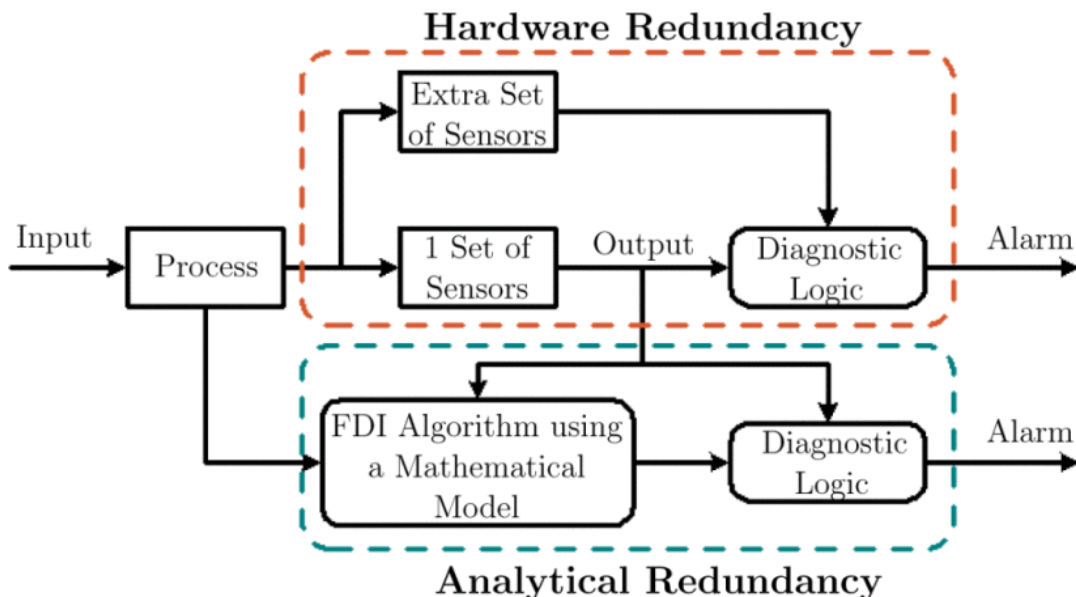 Hardware Redundancy
Extra Set
of Sensors
Input
Process
1 Set of
Sensors
Output
Diagnostic
Logic
Alarm
FDI Algorithm using
a Mathematical
Model
Diagnostic
Logic
Alarm
Analytical Redundancy